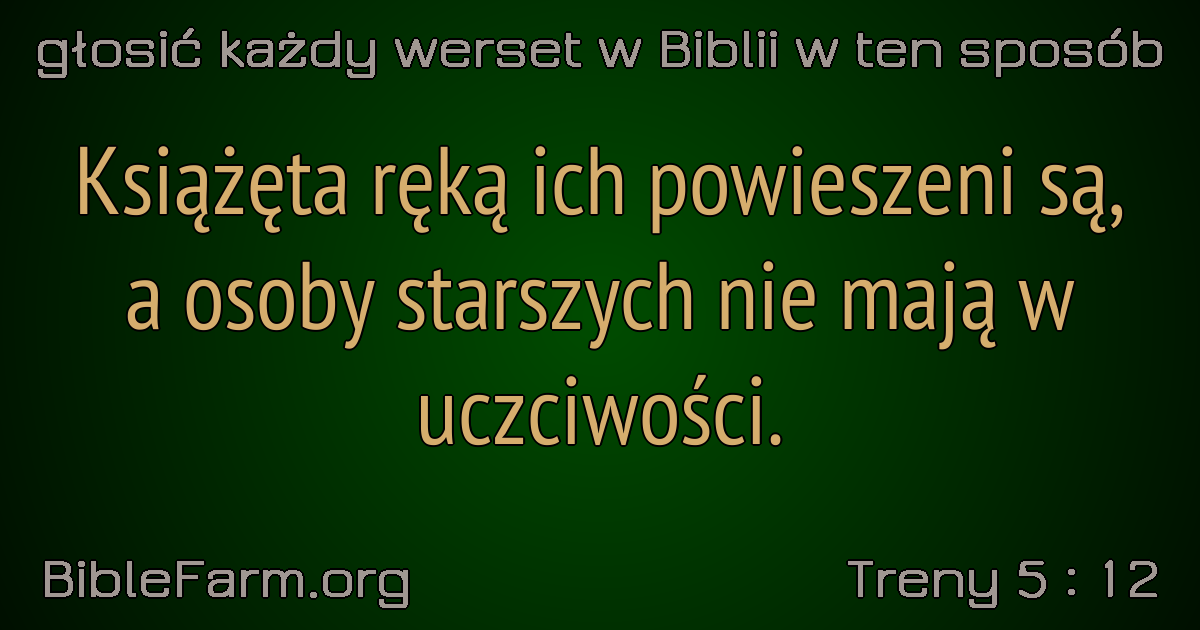 głosić każdy werset w Biblii w ten sposób
Książęta ręką ich powieszeni są,
a osoby starszych nie mają w
uczciwości.
BibleFarm.org
Treny 5 : 12